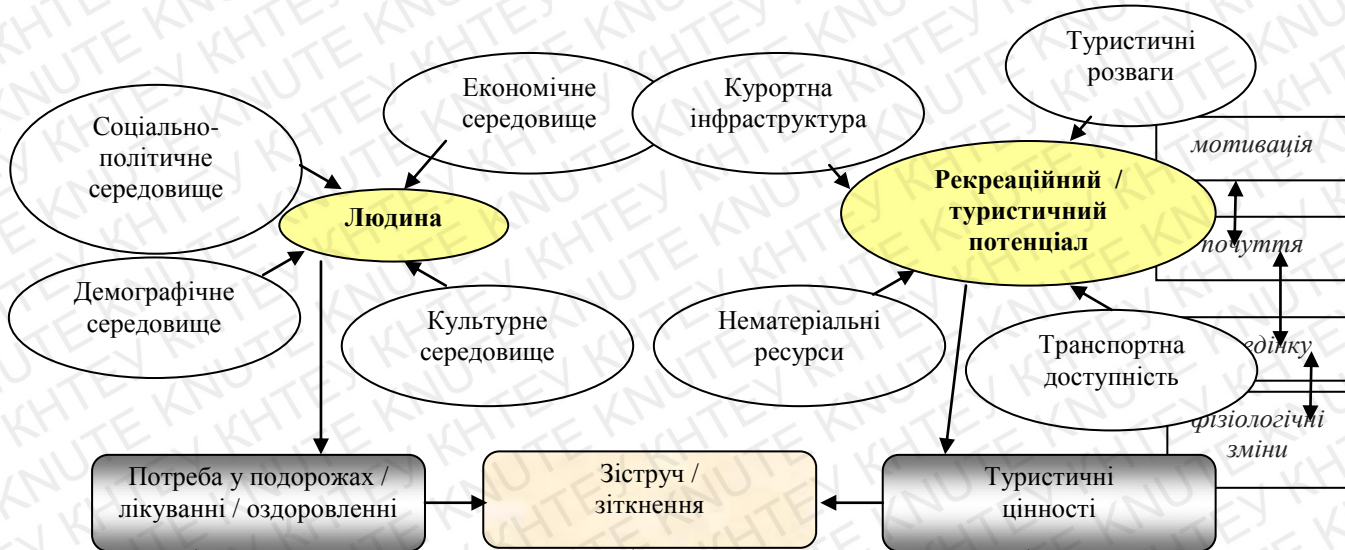 Туристичні
розваги
Економічне
середовище
Курортна
інфраструктура
Соціально-
політичне
середовище
мотивація
Людина
Рекреаційний /
туристичний
потенціал
почуття
Демографічне
середовище
Культурне
середовище
Нематеріальні
ресурси
Транспортна
доступність
фізіологічні
зміни
Потреба у подорожах /
лікуванні / оздоровленні
Зіструч /
зіткнення
Туристичні
цінності